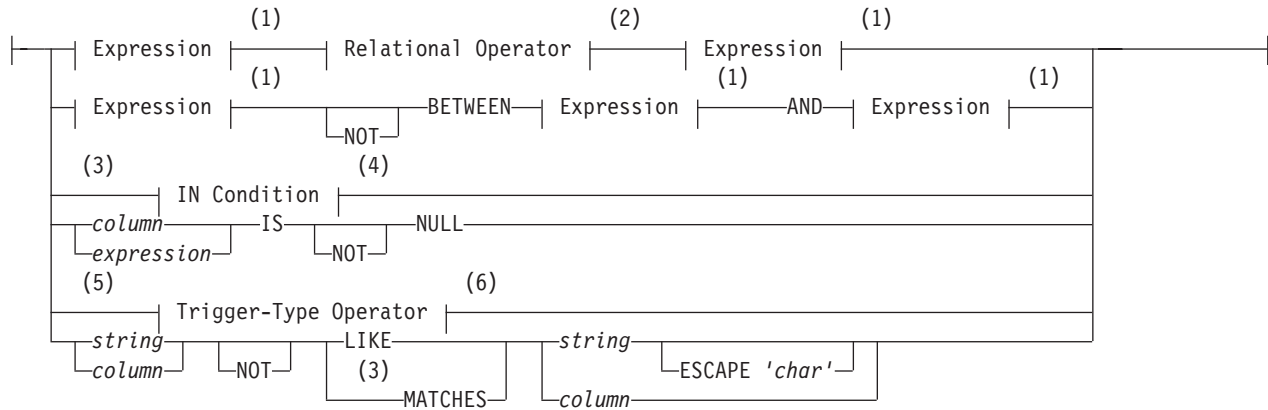 (1) (2) (1)
Expression Relational Operator Expression
(1) (1) (1)
Expression BETWEEN Expression AND Expression
NOT
(3) (4)
IN Condition
column IS NULL
expression NOT
(5) (6)
Trigger-Type Operator
string LIKE string
column NOT (3) ESCAPE 'char'
MATCHES column